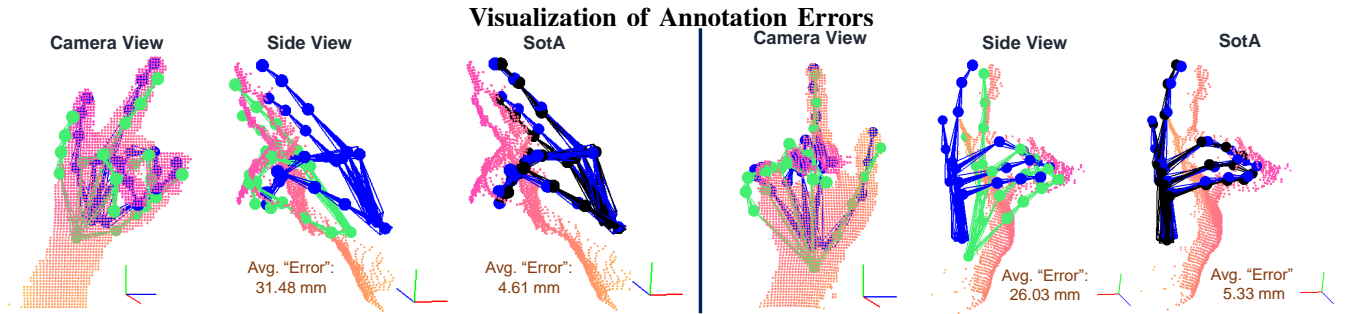 Visualization of Annotation Errors
Camera View
Side View
SotA
Camera View
Side View
SotA
Avg. “Error”:
31.48 mm
Avg. “Error”:
4.61 mm
Avg. “Error”:
26.03 mm
Avg. “Error”
5.33 mm